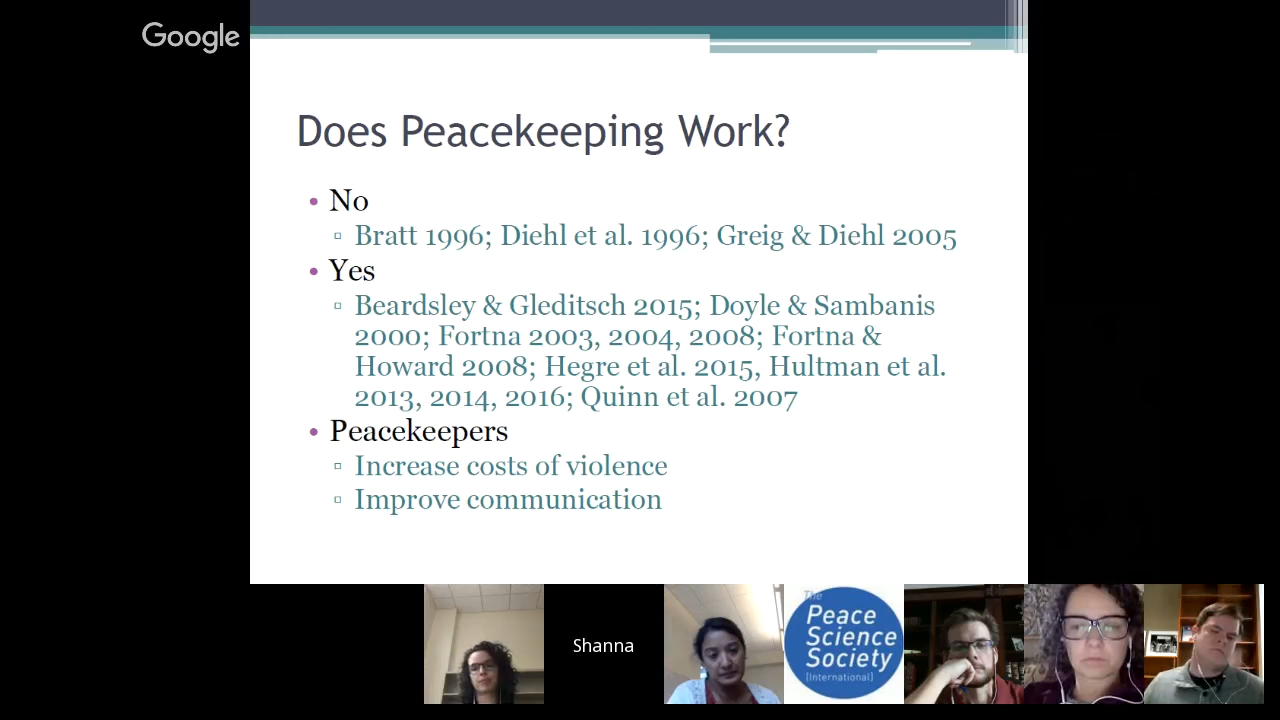 Google
Does Peacekeeping Work?
• No
▫ Bratt 1996; Diehl et al. 1996; Greig & Diehl 2005
• Yes
▫ Beardsley & Gleditsch 2015; Doyle & Sambanis
2000; Fortna 2003, 2004, 2008; Fortna &
Howard 2008; Hegre et al. 2015, Hultman et al.
2013, 2014, 2016; Quinn et al. 2007
• Peacekeepers
▫ Increase costs of violence
▫ Improve communication
Shanna
The
Peace
Science
Society
[International]